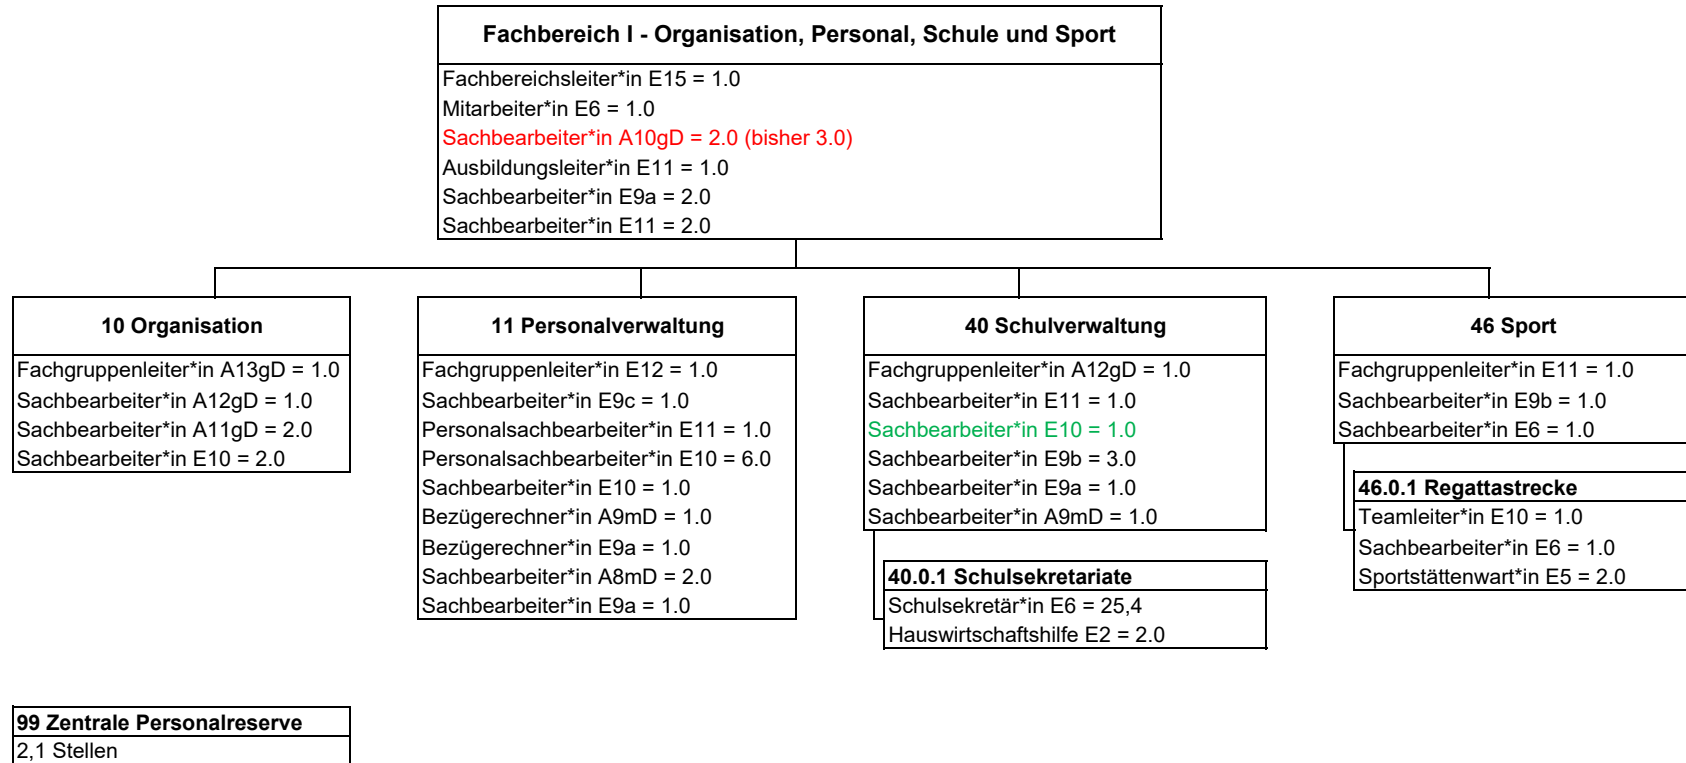 Fachbereich I - Organisation, Personal, Schule und Sport
Fachbereichsleiter*in E15 = 1.0
Mitarbeiter*in E6 = 1.0
Sachbearbeiter*in A10gD = 2.0 (bisher 3.0)
Ausbildungsleiter*in E11 = 1.0
Sachbearbeiter*in E9a = 2.0
Sachbearbeiter*in E11 = 2.0
10 Organisation
Fachgruppenleiter*in A13gD = 1.0
Sachbearbeiter*in A12gD = 1.0
Sachbearbeiter*in A11gD = 2.0
Sachbearbeiter*in E10 = 2.0
11 Personalverwaltung
Fachgruppenleiter*in E12 = 1.0
Sachbearbeiter*in E9c = 1.0
Personalsachbearbeiter*in E11 = 1.0
Personalsachbearbeiter*in E10 = 6.0
Sachbearbeiter*in E10 = 1.0
Bezügerechner*in A9mD = 1.0
Bezügerechner*in E9a = 1.0
Sachbearbeiter*in A8mD = 2.0
Sachbearbeiter*in E9a = 1.0
40 Schulverwaltung
Fachgruppenleiter*in A12gD = 1.0
Sachbearbeiter*in E11 = 1.0
Sachbearbeiter*in E10 = 1.0
Sachbearbeiter*in E9b = 3.0
Sachbearbeiter*in E9a = 1.0
Sachbearbeiter*in A9mD = 1.0
40.0.1 Schulsekretariate
Schulsekretär*in E6 = 25,4
Hauswirtschaftshilfe E2 = 2.0
46 Sport
Fachgruppenleiter*in E11 = 1.0
Sachbearbeiter*in E9b = 1.0
Sachbearbeiter*in E6 = 1.0
46.0.1 Regattastrecke
Teamleiter*in E10 = 1.0
Sachbearbeiter*in E6 = 1.0
Sportstättenwart*in E5 = 2.0
99 Zentrale Personalreserve
2,1 Stellen